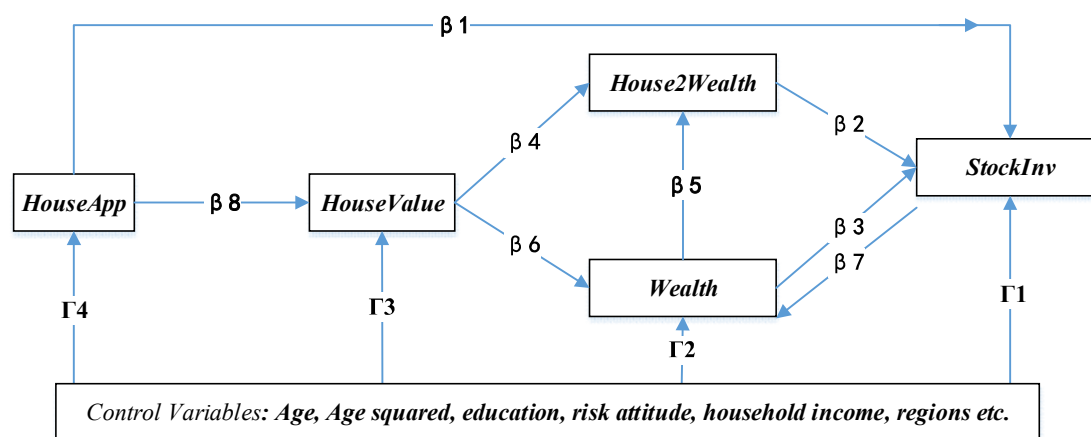 β 1
House2Wealth
β 4
β 2
StockInv
HouseApp
β 8
HouseValue
β 5
β 3
β 6
β 7
Wealth
Γ4
Γ3
Γ1
Γ2
Control Variables: Age, Age squared, education, risk attitude, household income, regions etc.